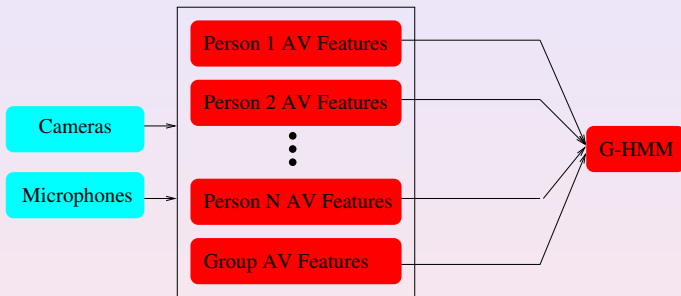 Person 1 AV Features
Person 2 AV Features
Cameras
G-HMM
Microphones
Person N AV Features
Group AV Features